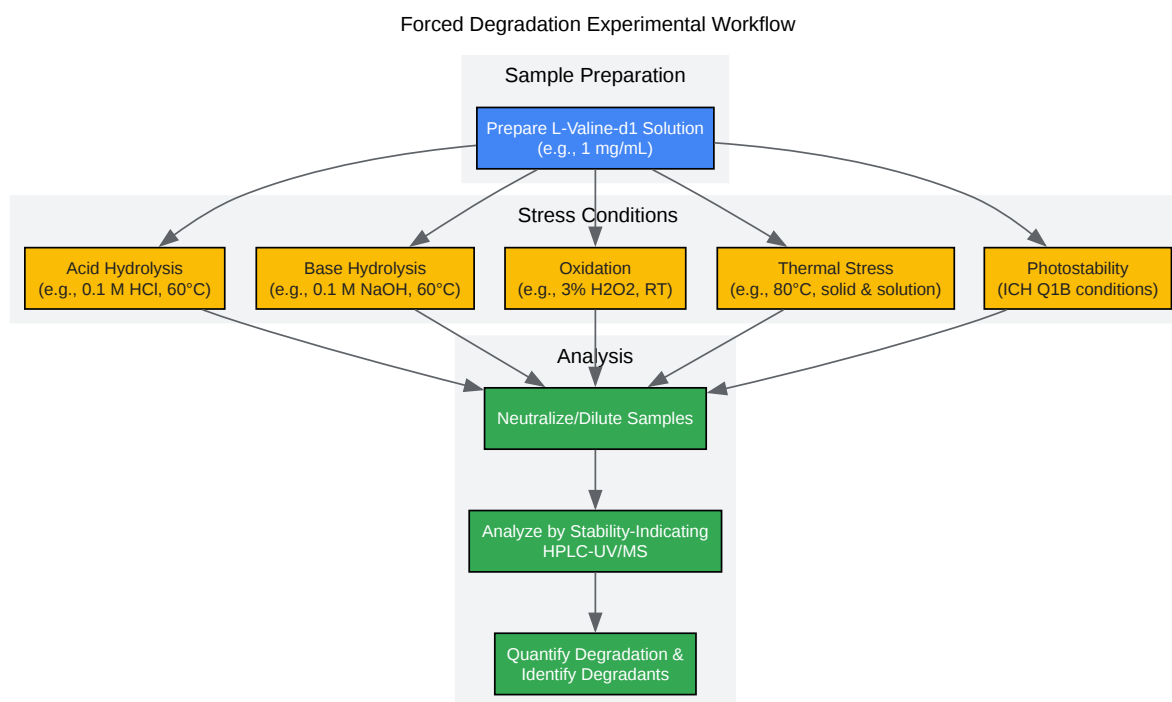 Forced Degradation Experimental Workflow
Sample Preparation
Prepare L-Valine-d1 Solution
(e.g., 1 mg/mL)
Stress Conditions
Acid Hydrolysis
(e.g., 0.1 M HCl, 60°C)
Base Hydrolysis
(e.g., 0.1 M NaOH, 60°C)
Oxidation
(e.g., 3% H2O2, RT)
Thermal Stress
(e.g., 80°C, solid & solution)
Photostability
(ICH Q1B conditions)
Analysis
Neutralize/Dilute Samples
Analyze by Stability-Indicating
HPLC-UV/MS
Quantify Degradation &
Identify Degradants